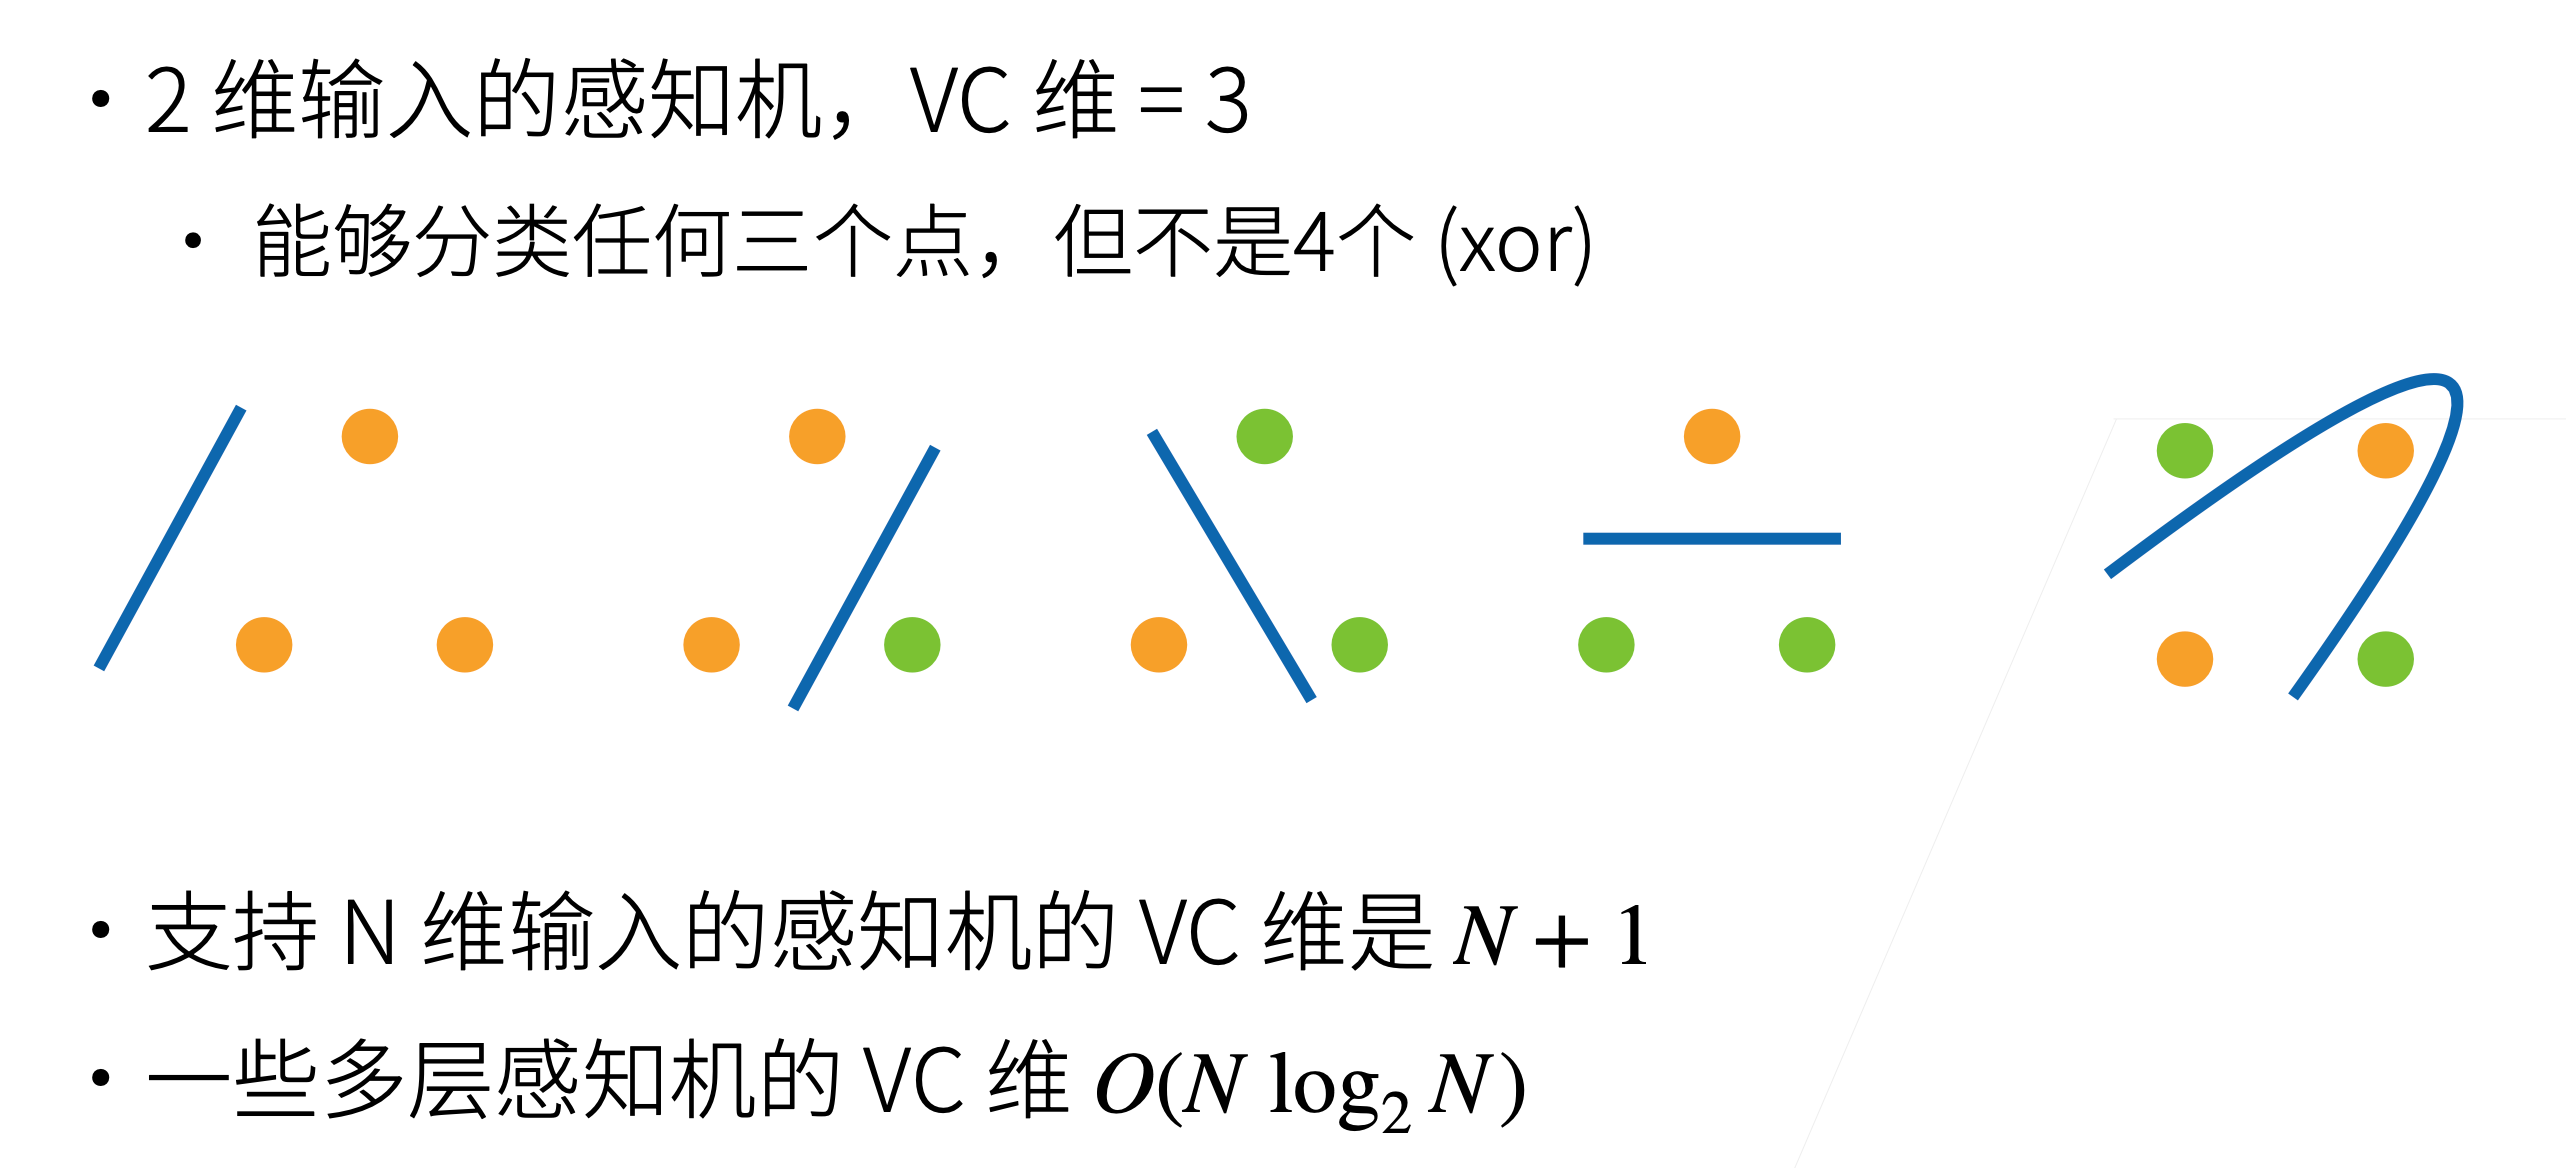 • 2 维输入的感知机，VC 维 = 3
• 能够分类任何三个点，但不是4个 (xor)
• 支持 N 维输入的感知机的 VC 维是 N + 1
• 一些多层感知机的 VC 维 O(N log₂ N)